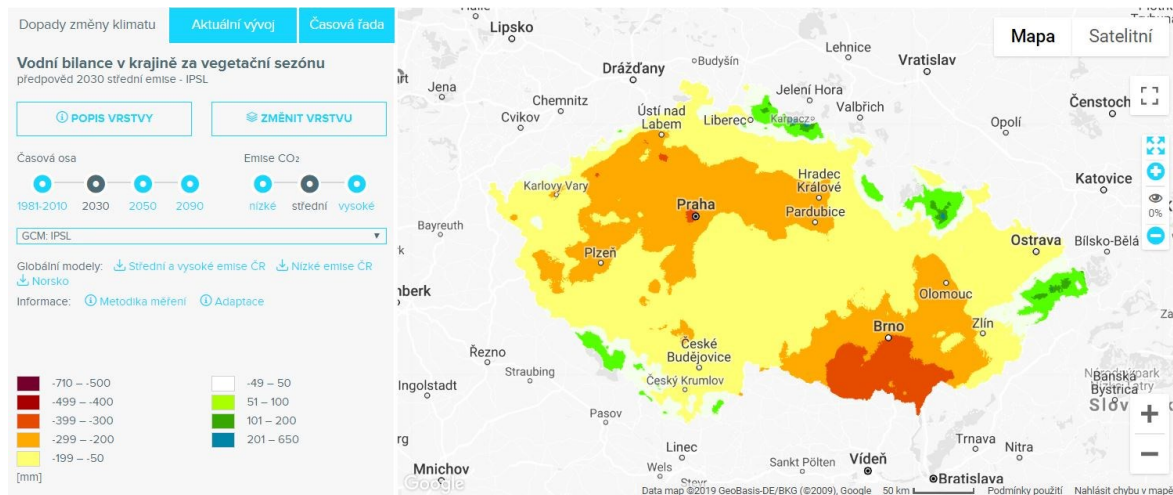 Dopady změny klimatu
Aktuální vývoj
Časová řada
Vodní bilance v krajině za vegetační sezónu
předpověd 2030 střední emise - IPSL
POPIS VRSTVY
ZMĚNIT VRSTVU
Časová osa
Emise CO2
1981-2010 2030 2050 2090
nízké střední vysoké
GCM: IPSL
Globální modely: Střední a vysoké emise ČR Nízké emise ČR
Norsko
Informace: Metodika měření Adaptace
-710 – -500
-499 – -400
-399 – -300
-299 – -200
-199 – -50
[mm]
-49 – 50
51 – 100
101 – 200
201 – 650
Mapa
Satelitní
0%
Lipsko
Lehnice
Vratislav
Drážďany
Budyšín
Jena
Chemnitz
Cvikov
Jelení Hora
Valbřich
Čenstoch
Ústí nad
Labem
Liberec
Karpacz
Opolí
Karlovy Vary
Hradec
Králové
Katovice
Praha
Pardubice
Bayreuth
Plzeň
Ostrava
Bílsko-Bělá
Olomouc
Brno
Zlín
České
Budějovice
Řezno
Straubing
Český Krumlov
Banská
Bystrica
Ingolstadt
Pasov
Linec
Trnava
Nitra
Wels
Sankt Pölten
Vídeň
Mnichov
Bratislava
Google
Data map ©2019 GeoBasis-DE/BKG (©2009), Google
50 km
Podmínky použití
Nahlásit chybu v mapě